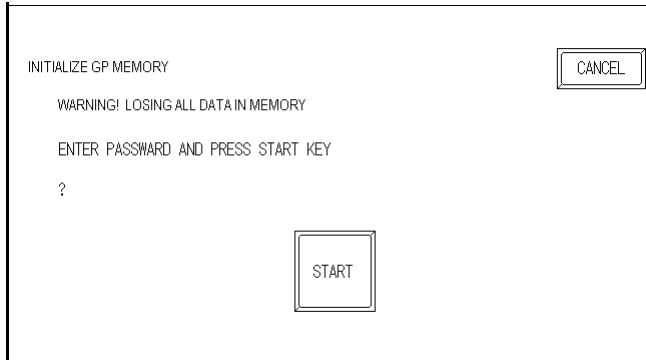 INITIALIZE GP MEMORY
CANCEL
WARNING! LOSING ALL DATA IN MEMORY
ENTER PASSWARD AND PRESS START KEY
?
START